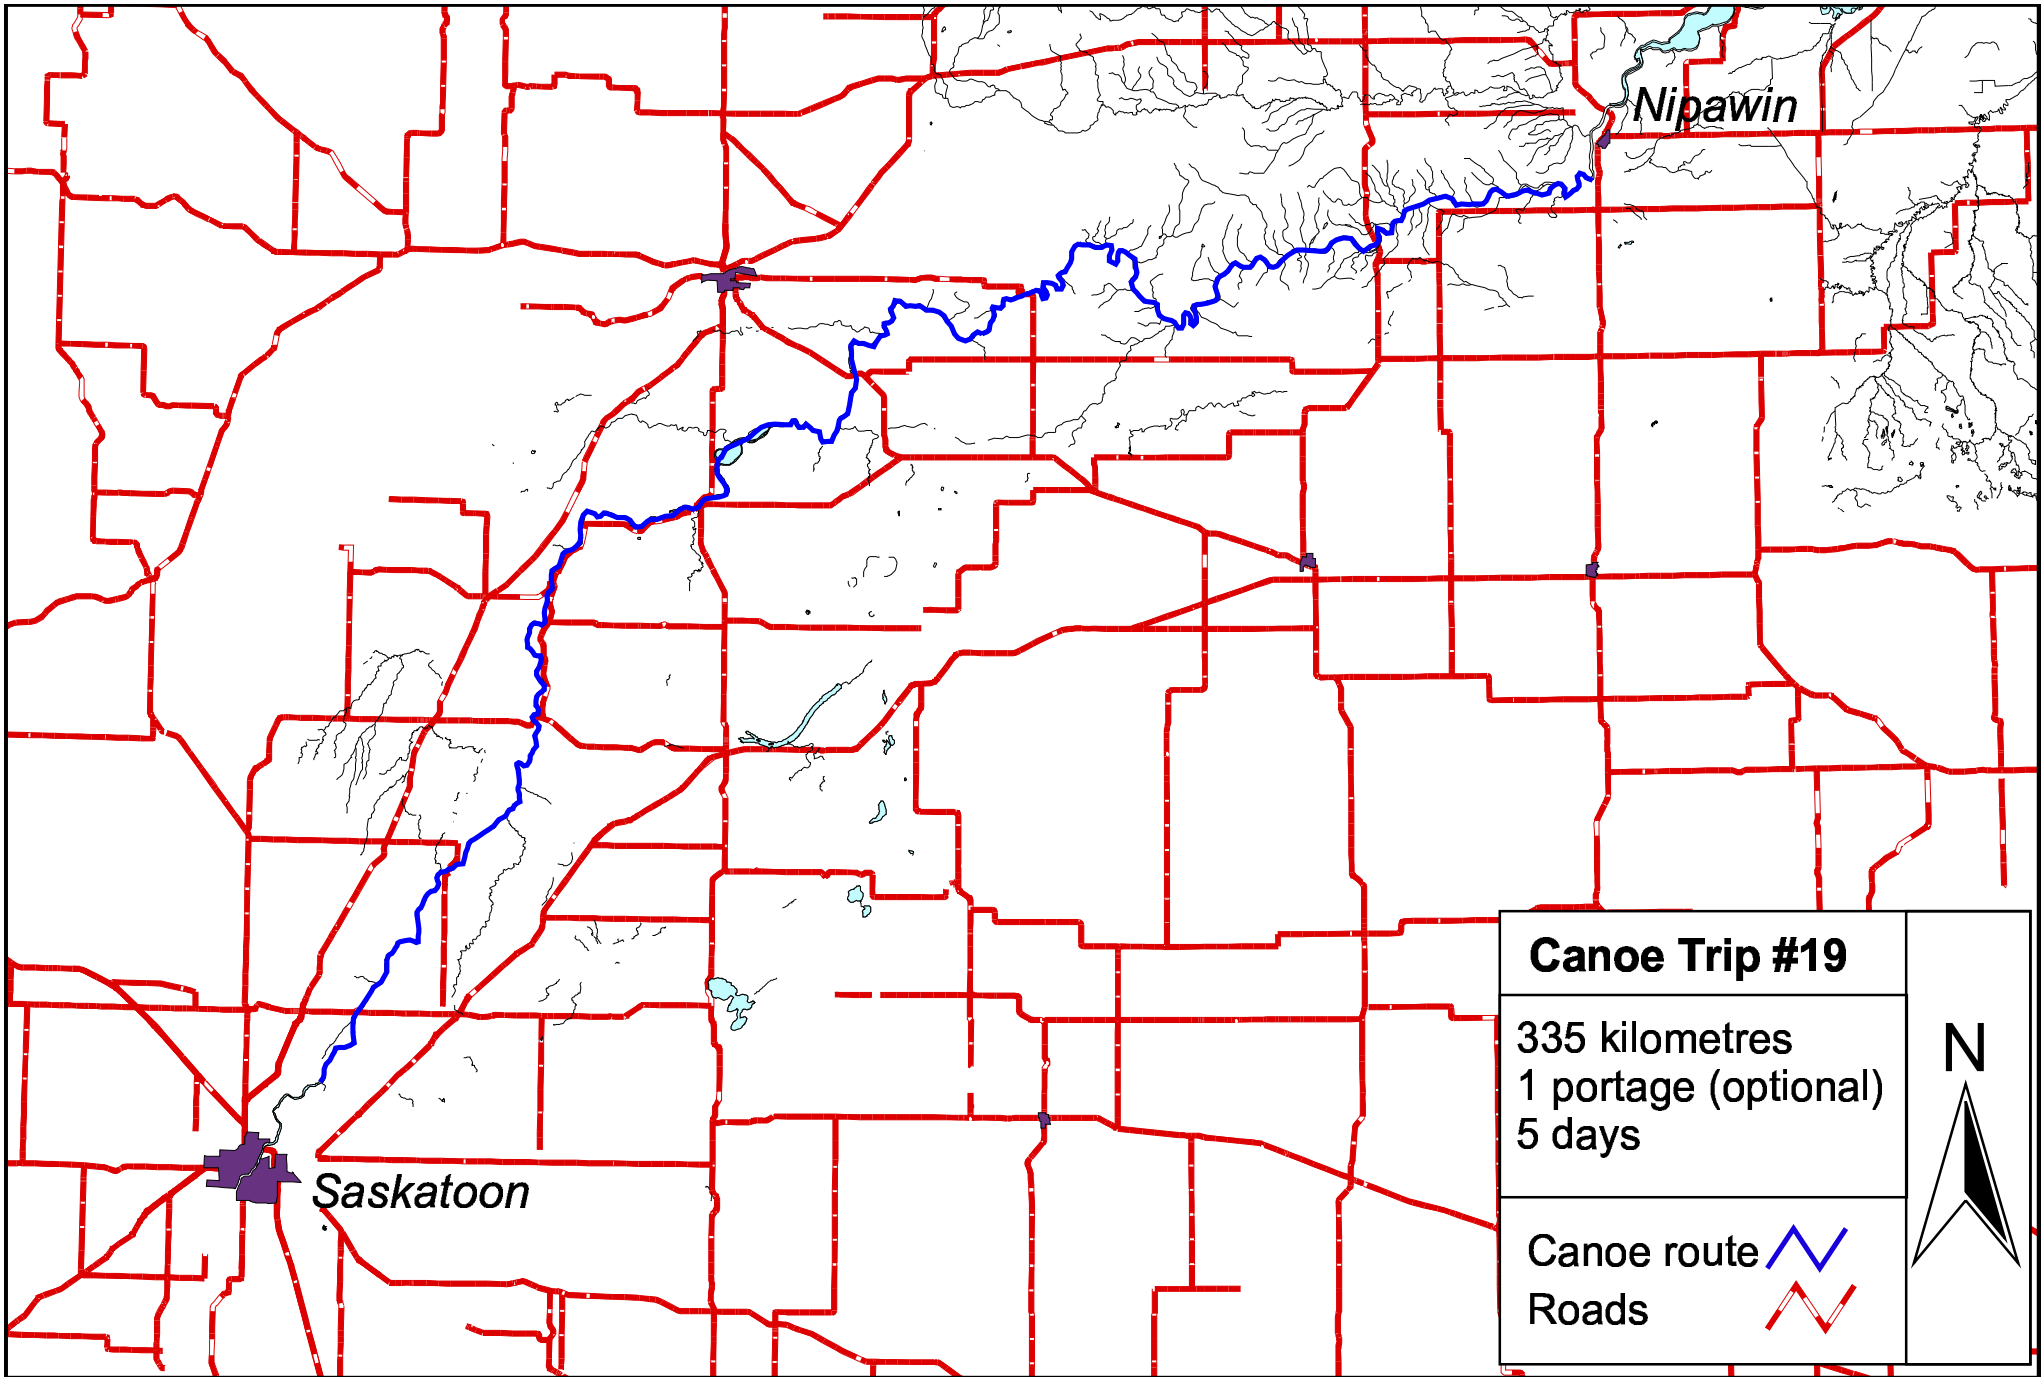 Nipawin
Saskatoon
Canoe Trip #19
335 kilometres
1 portage (optional)
5 days
N
Canoe route
Roads